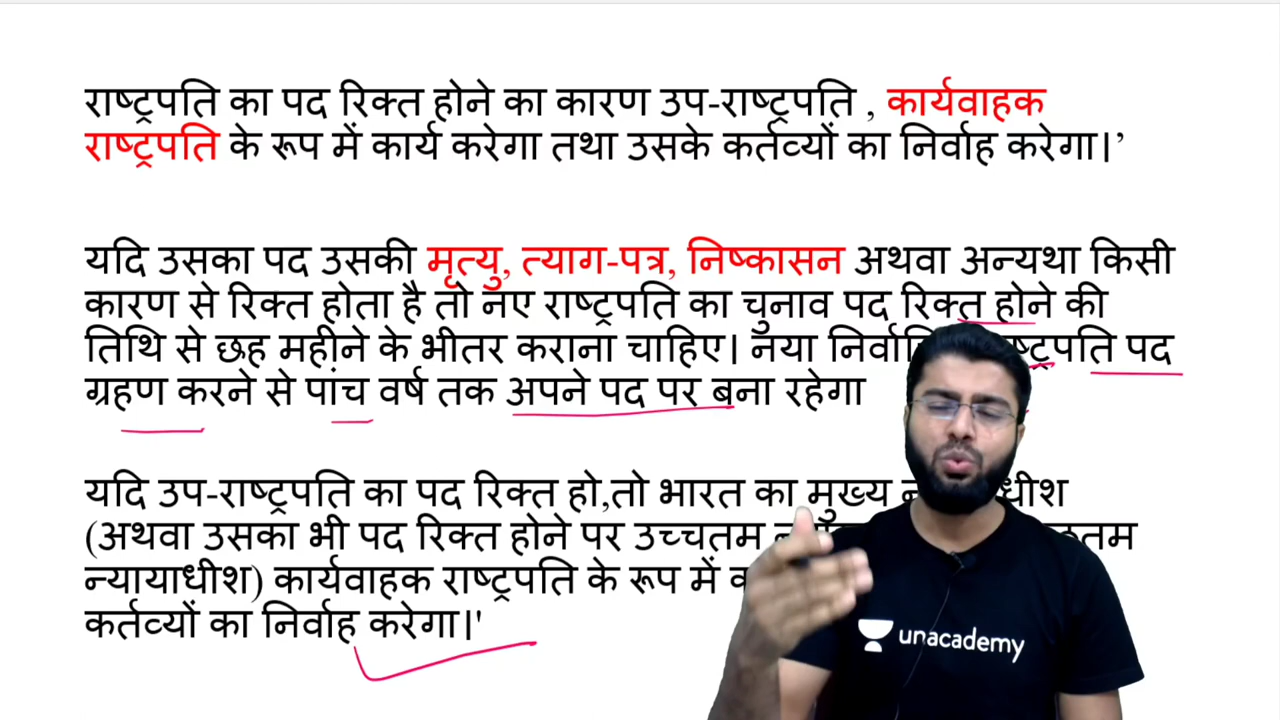 राष्ट्रपति का पद रिक्त होने का कारण उप-राष्ट्रपति , कार्यवाहक
राष्ट्रपति के रूप में कार्य करेगा तथा उसके कर्तव्यों का निर्वाह करेगा।’
यदि उसका पद उसकी मृत्यु, त्याग-पत्र, निष्कासन अथवा अन्यथा किसी
कारण से रिक्त होता है तो नए राष्ट्रपति का चुनाव पद रिक्त होने की
तिथि से छह महीने के भीतर कराना चाहिए। नया पद
ग्रहण करने से पांच वर्ष तक अपने पद पर बना रहेगा
यदि उप-राष्ट्रपति का पद रिक्त हो,तो भारत का मुख्य
(अथवा उसका भी पद रिक्त होने पर उच्चतम
न्यायाधीश) कार्यवाहक राष्ट्रपति के रूप में
कर्तव्यों का निर्वाह करेगा।'
unacademy